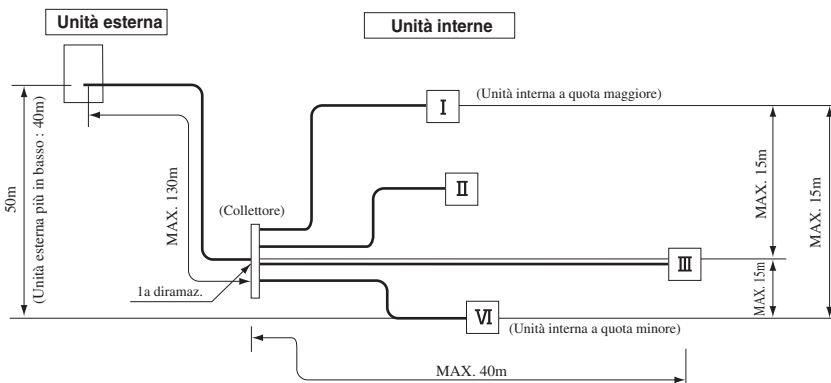 Unità esterna
Unità interne
(Unità interna a quota maggiore)
I
50m
(Unità esterna più in basso : 40m)
MAX. 130m
(Collettore)
II
MAX. 15m
MAX. 15m
III
MAX. 15m
1a diramaz.
VI
(Unità interna a quota minore)
MAX. 40m